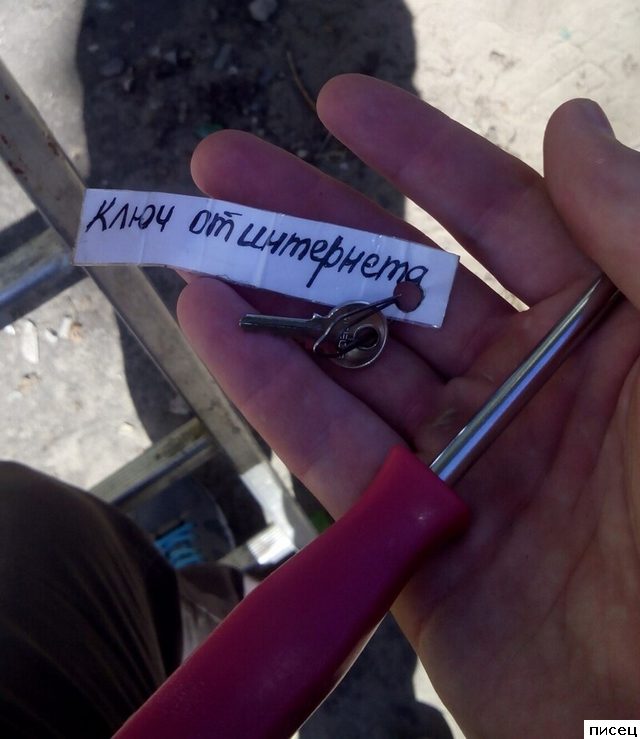 Ключ от интернета
писец